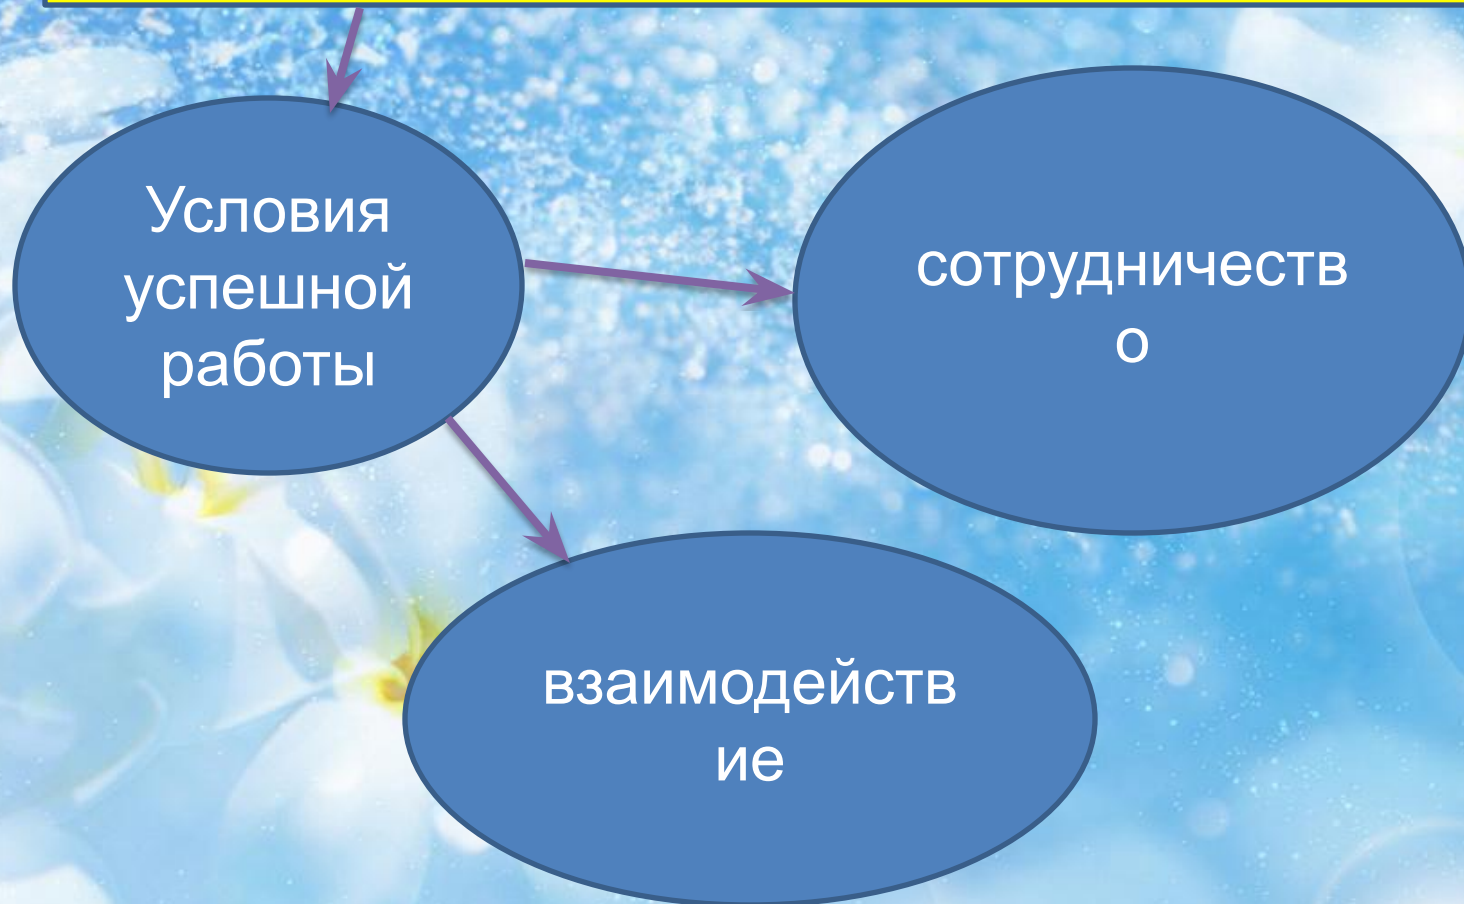 Условия
успешной
работы
сотрудничеств
о
взаимодейств
ие